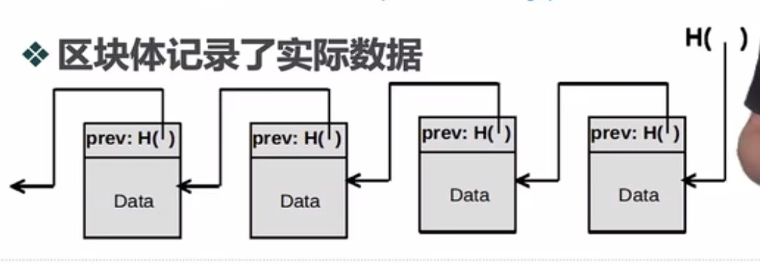 H( )
❖ 区块体记录了实际数据
prev: H( ) prev: H( ) prev: H( ) prev: H( )
Data Data Data Data